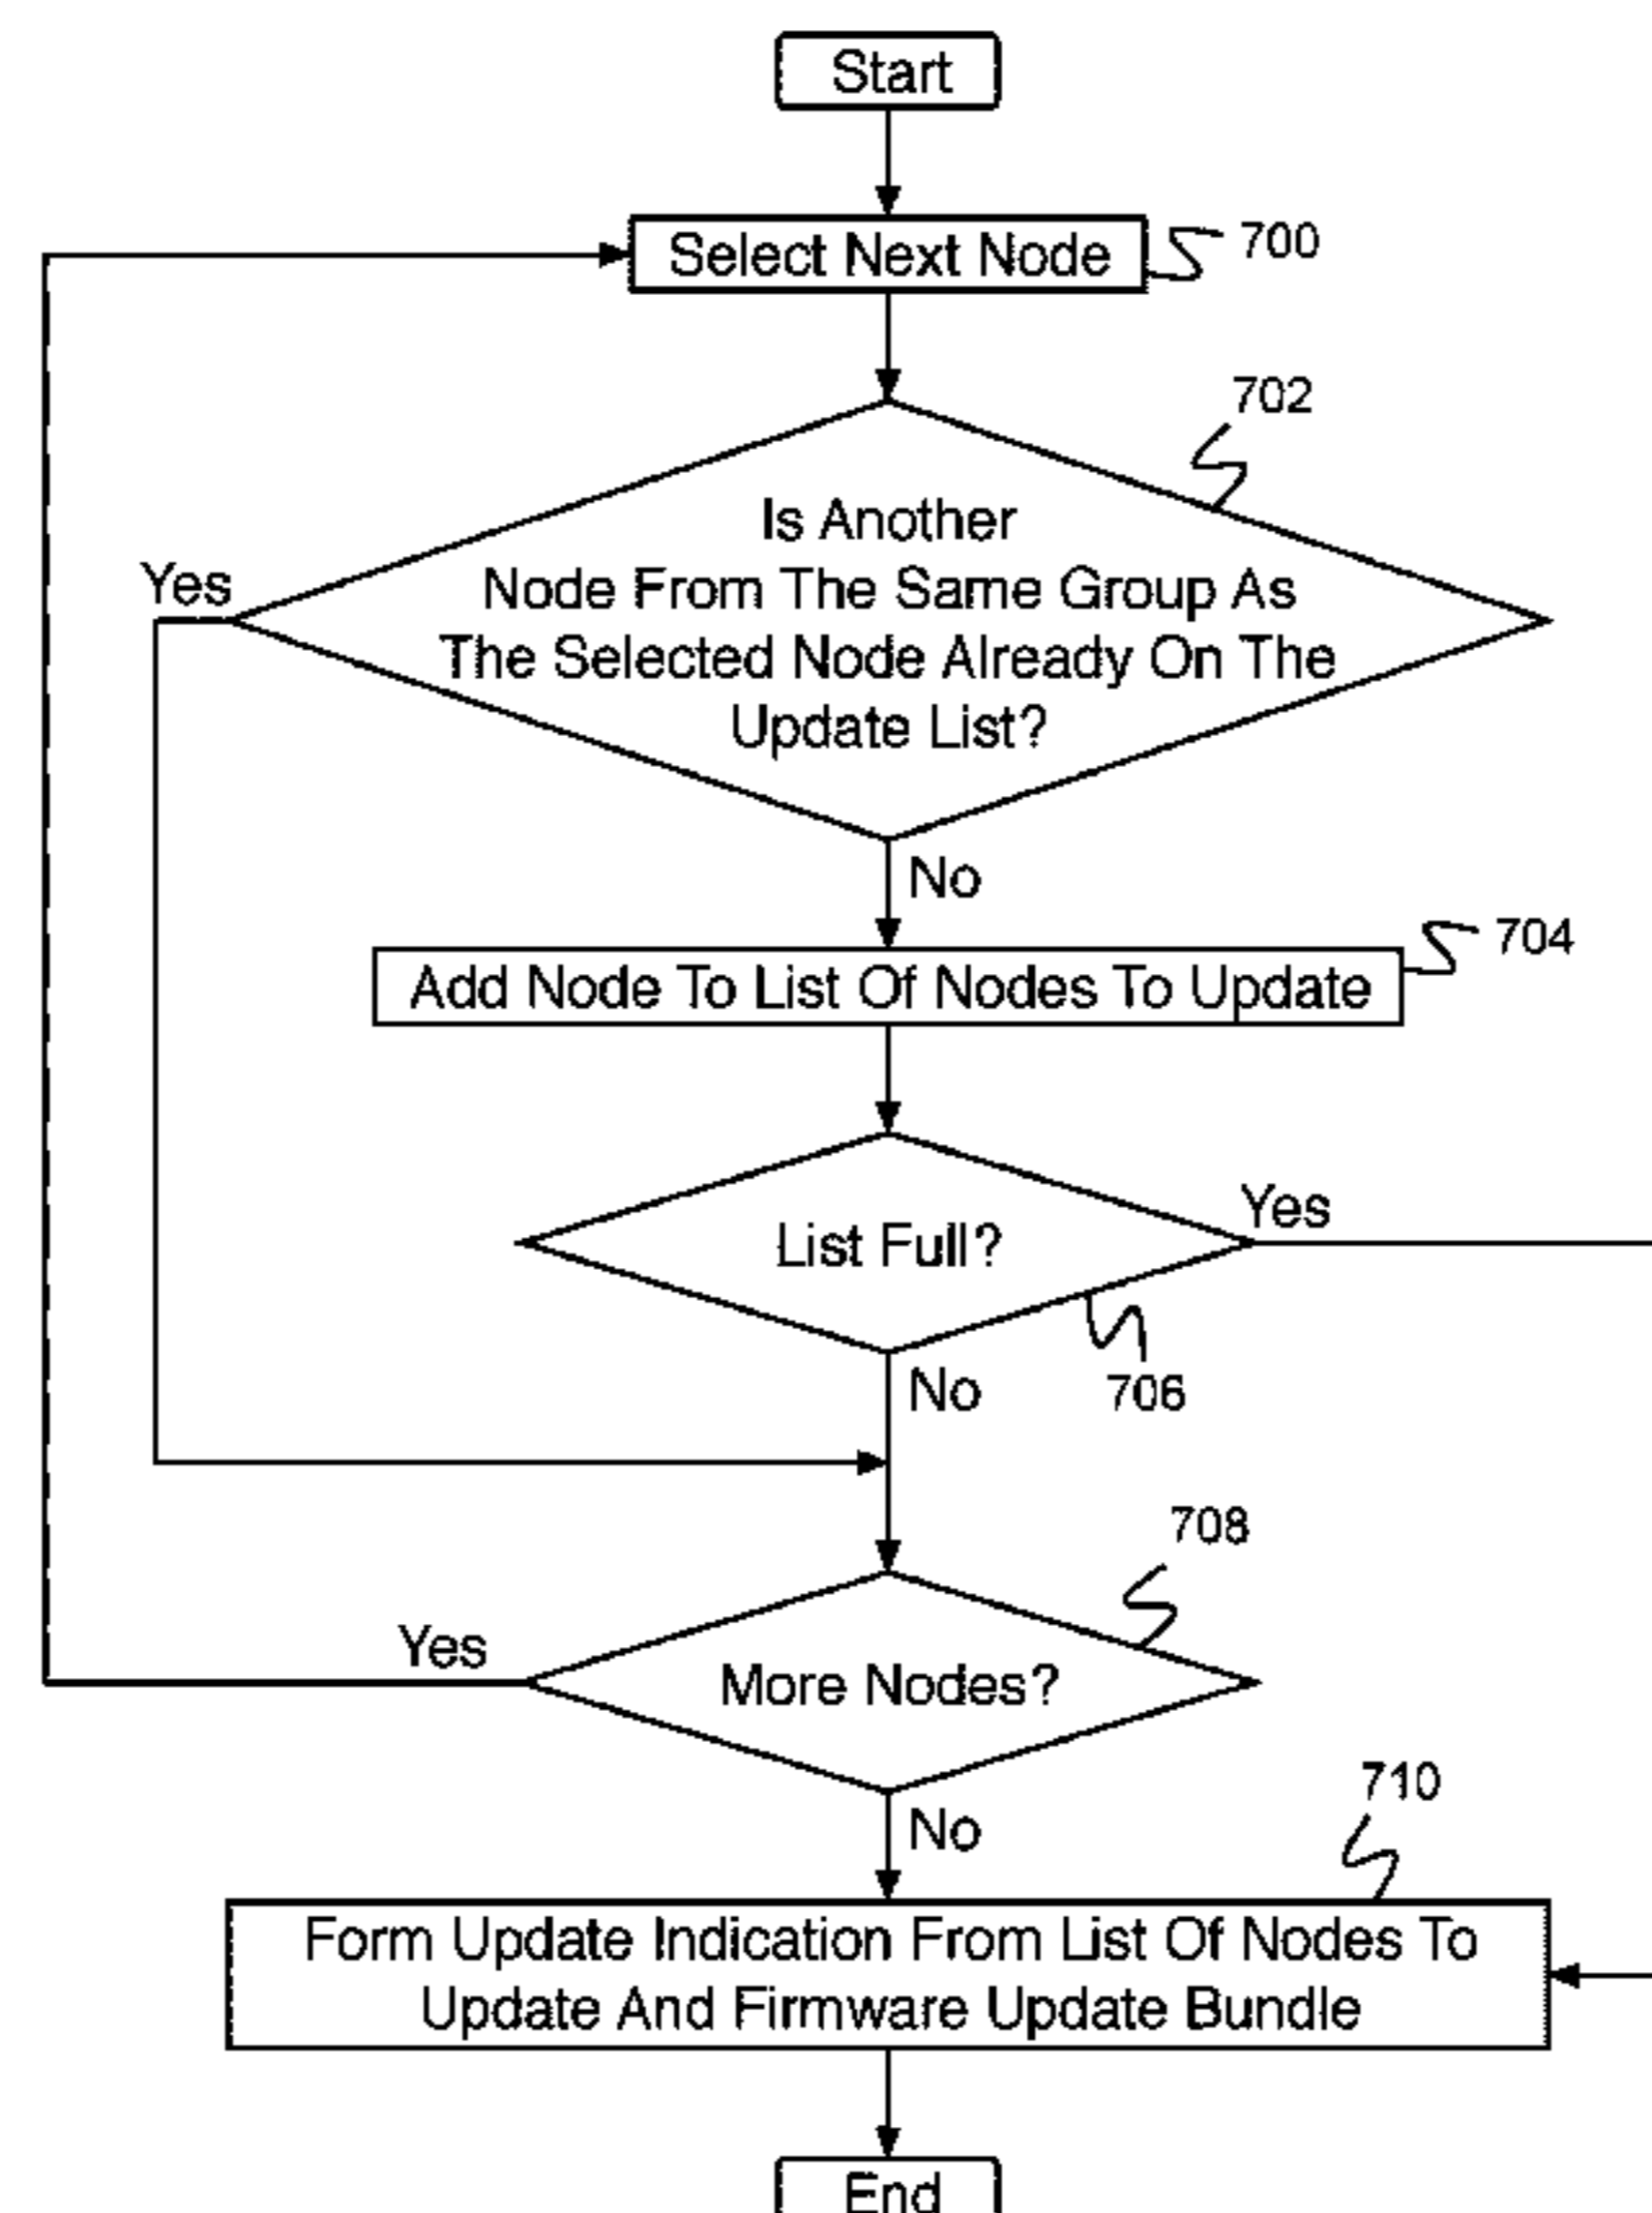 Start
Select Next Node
700
702
Is Another
Node From The Same Group As
The Selected Node Already On The
Update List?
Yes
No
704
Add Node To List Of Nodes To Update
List Full?
Yes
706
No
708
More Nodes?
Yes
No
710
Form Update Indication From List Of Nodes To
Update And Firmware Update Bundle
End